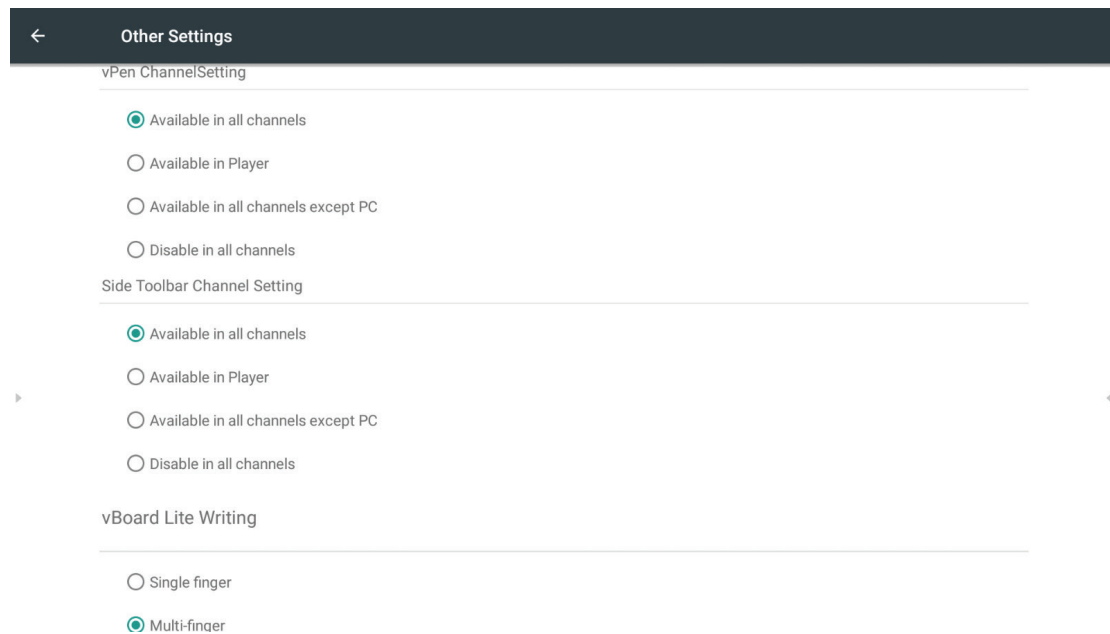 Other Settings
vPen ChannelSetting
Available in all channels
Available in Player
Available in all channels except PC
Disable in all channels
Side Toolbar Channel Setting
Available in all channels
Available in Player
Available in all channels except PC
Disable in all channels
vBoard Lite Writing
Single finger
Multi-finger